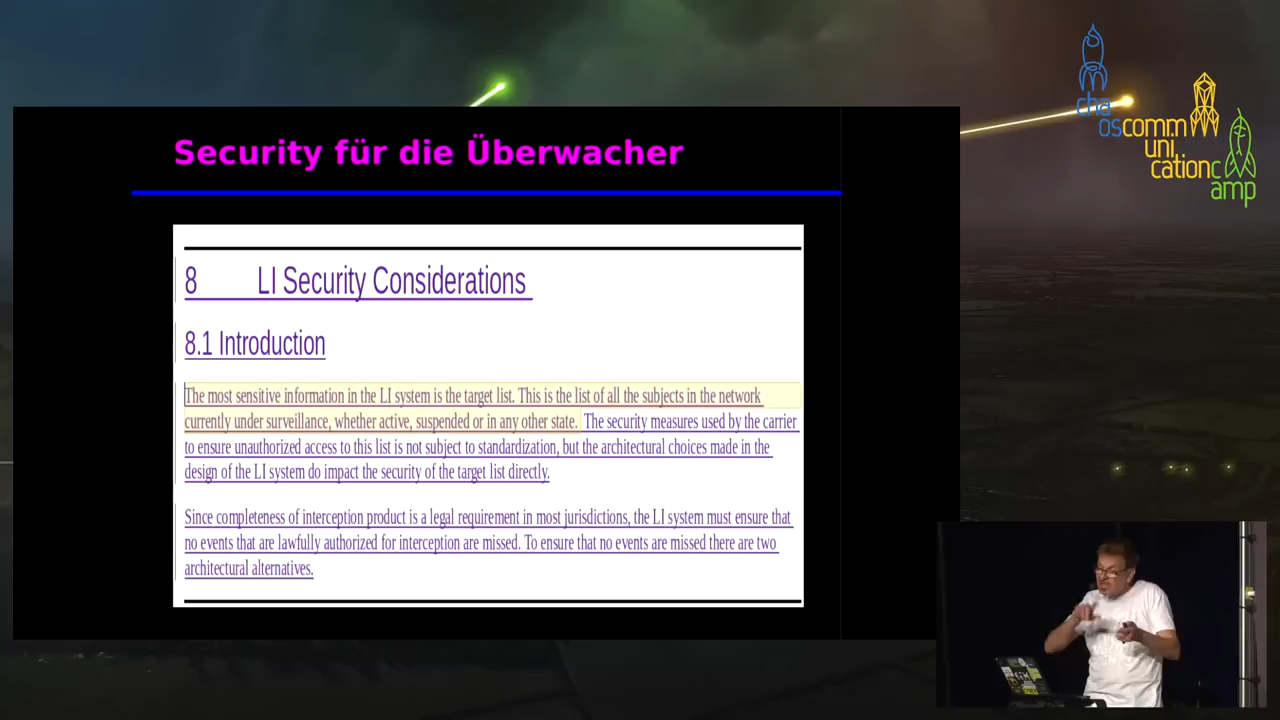 Security für die Überwacher
8 LI Security Considerations
8.1 Introduction
The most sensitive information in the LI system is the target list. This is the list of all the subjects in the network
currently under surveillance, whether active, suspended or in any other state. The security measures used by the carrier
to ensure unauthorized access to this list is not subject to standardization, but the architectural choices made in the
design of the LI system do impact the security of the target list directly.
Since completeness of interception product is a legal requirement in most jurisdictions, the LI system must ensure that
no events that are lawfully authorized for interception are missed. To ensure that no events are missed there are two
architectural alternatives.
cha
oscomm
uni
cationc
amp